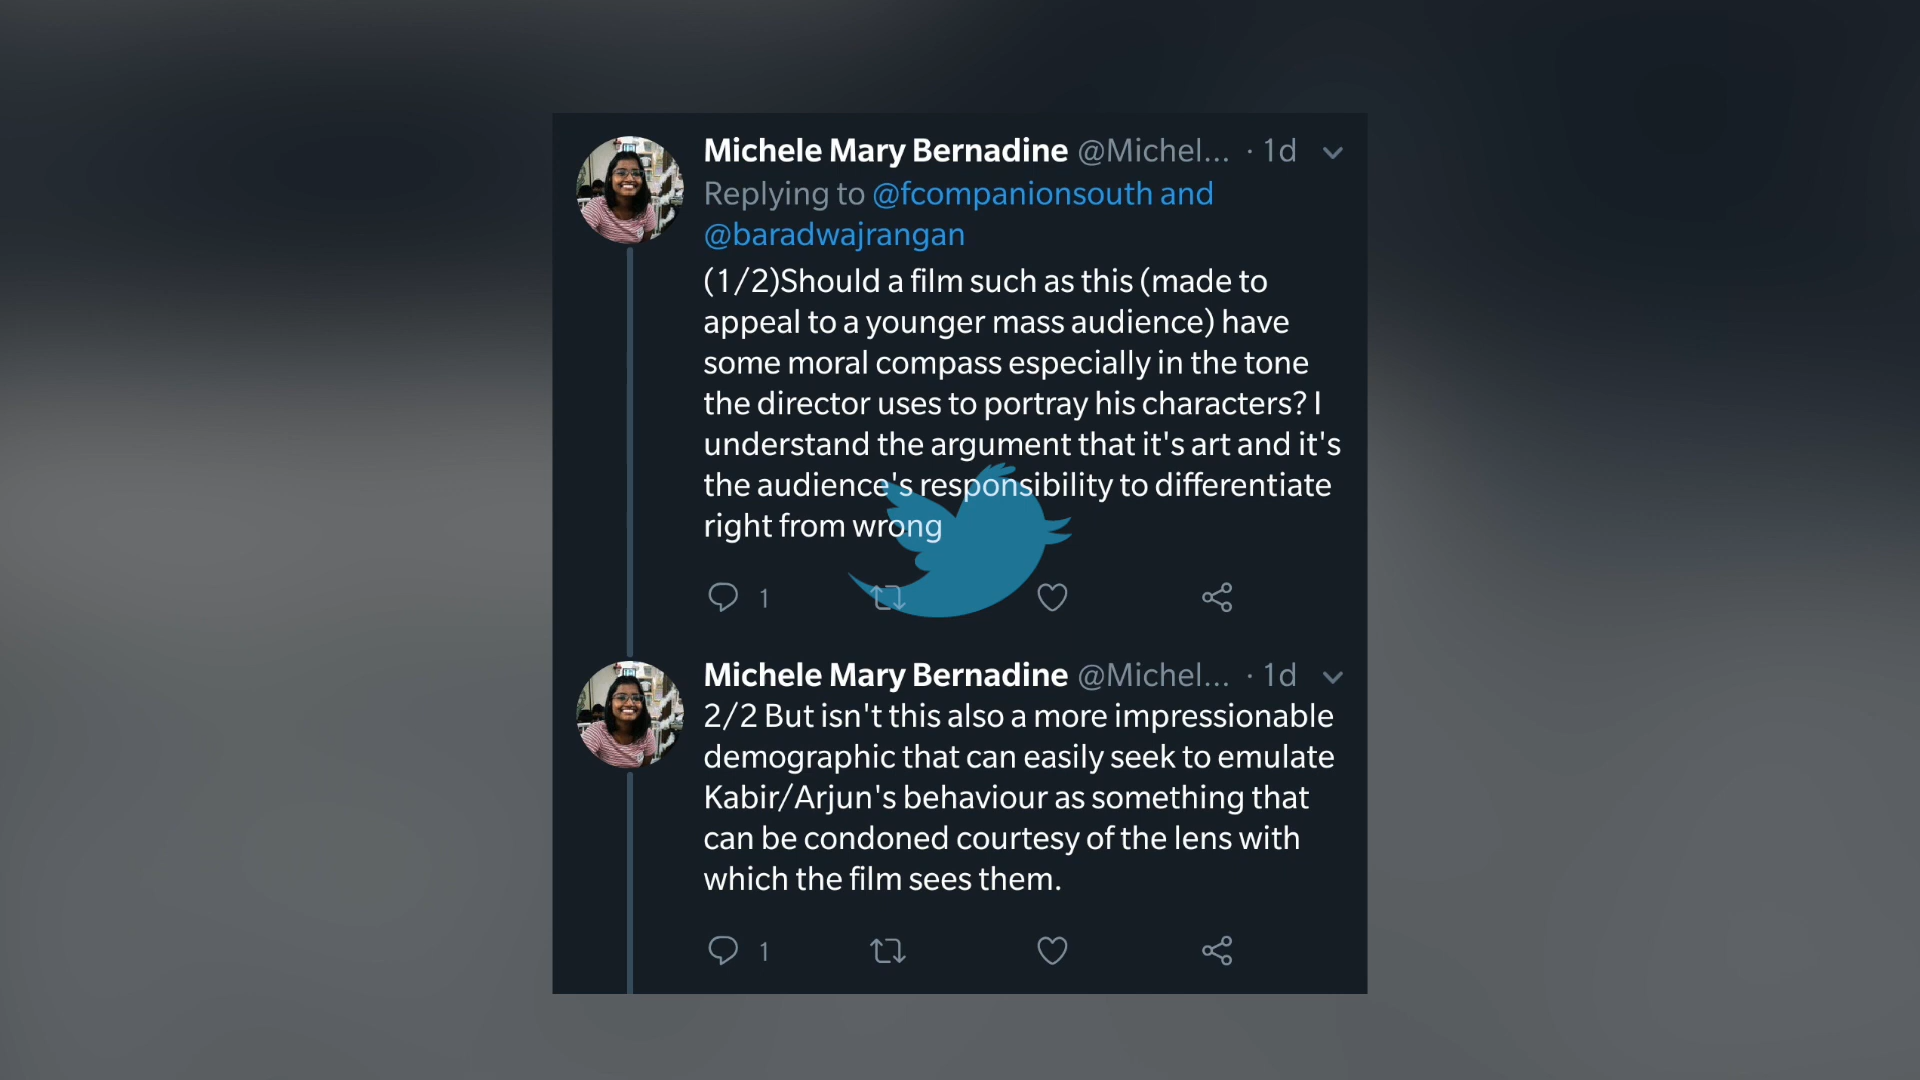 Michele Mary Bernadine @Michel... · 1d
Replying to @fcompanionsouth and
@baradwajrangan
(1/2)Should a film such as this (made to
appeal to a younger mass audience) have
some moral compass especially in the tone
the director uses to portray his characters? I
understand the argument that it's art and it's
the audience's responsibility to differentiate
right from wrong
1
Michele Mary Bernadine @Michel... · 1d
2/2 But isn't this also a more impressionable
demographic that can easily seek to emulate
Kabir/Arjun's behaviour as something that
can be condoned courtesy of the lens with
which the film sees them.
1